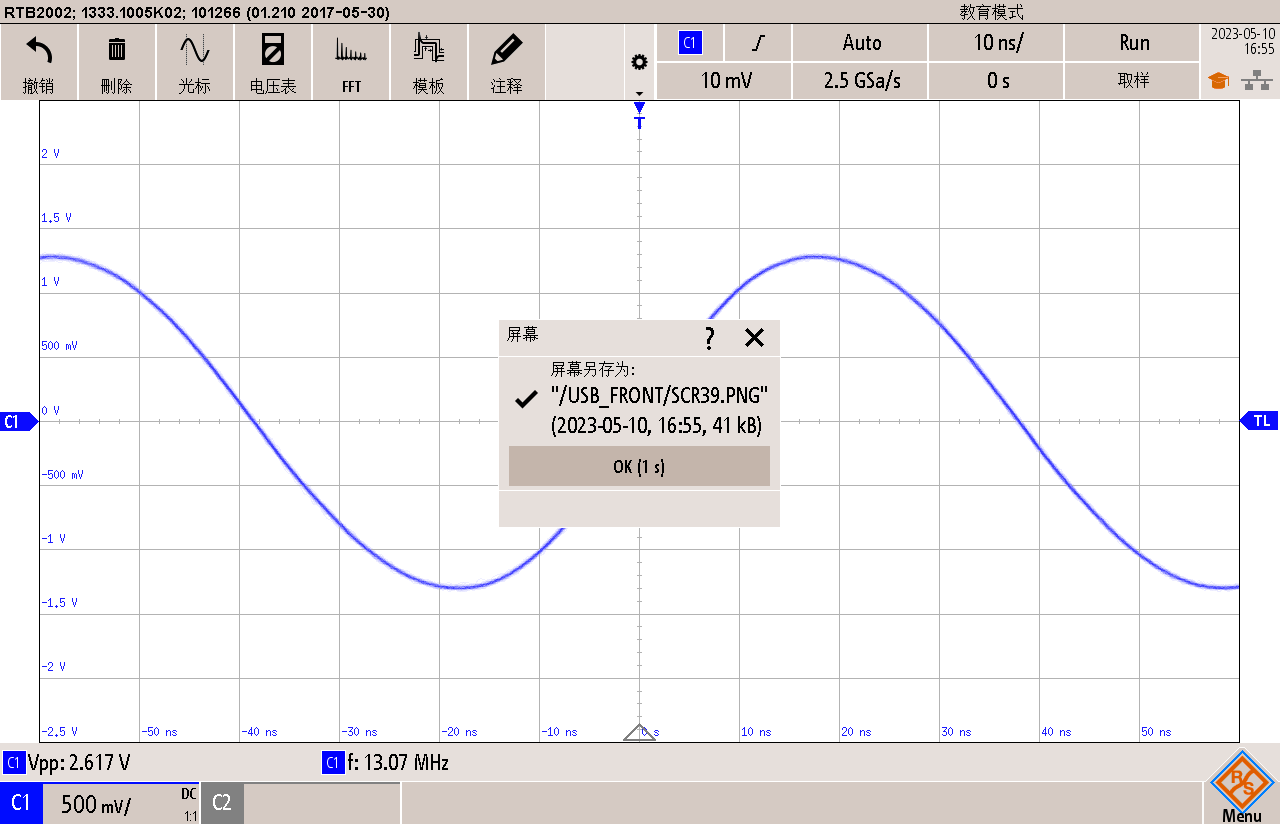 RTB2002; 1333.1005K02; 101266 (01.210 2017-05-30)
教育模式
撤销
删除
光标
电压表
FFT
模板
注释
C1
Auto
10 ns/
Run
10 mV
2.5 GSa/s
0 s
取样
2023-05-10
16:55
T
2 V
1.5 V
1 V
500 mV
0 V
-500 mV
-1 V
-1.5 V
-2 V
-2.5 V
C1
TL
屏幕
?
屏幕另存为:
"/USB_FRONT/SCR39.PNG"
(2023-05-10, 16:55, 41 kB)
OK (1 s)
-50 ns
-40 ns
-30 ns
-20 ns
-10 ns
0 s
10 ns
20 ns
30 ns
40 ns
50 ns
C1 Vpp: 2.617 V
C1 f: 13.07 MHz
C1
500 mV/
DC
1:1
C2
R S
Menu